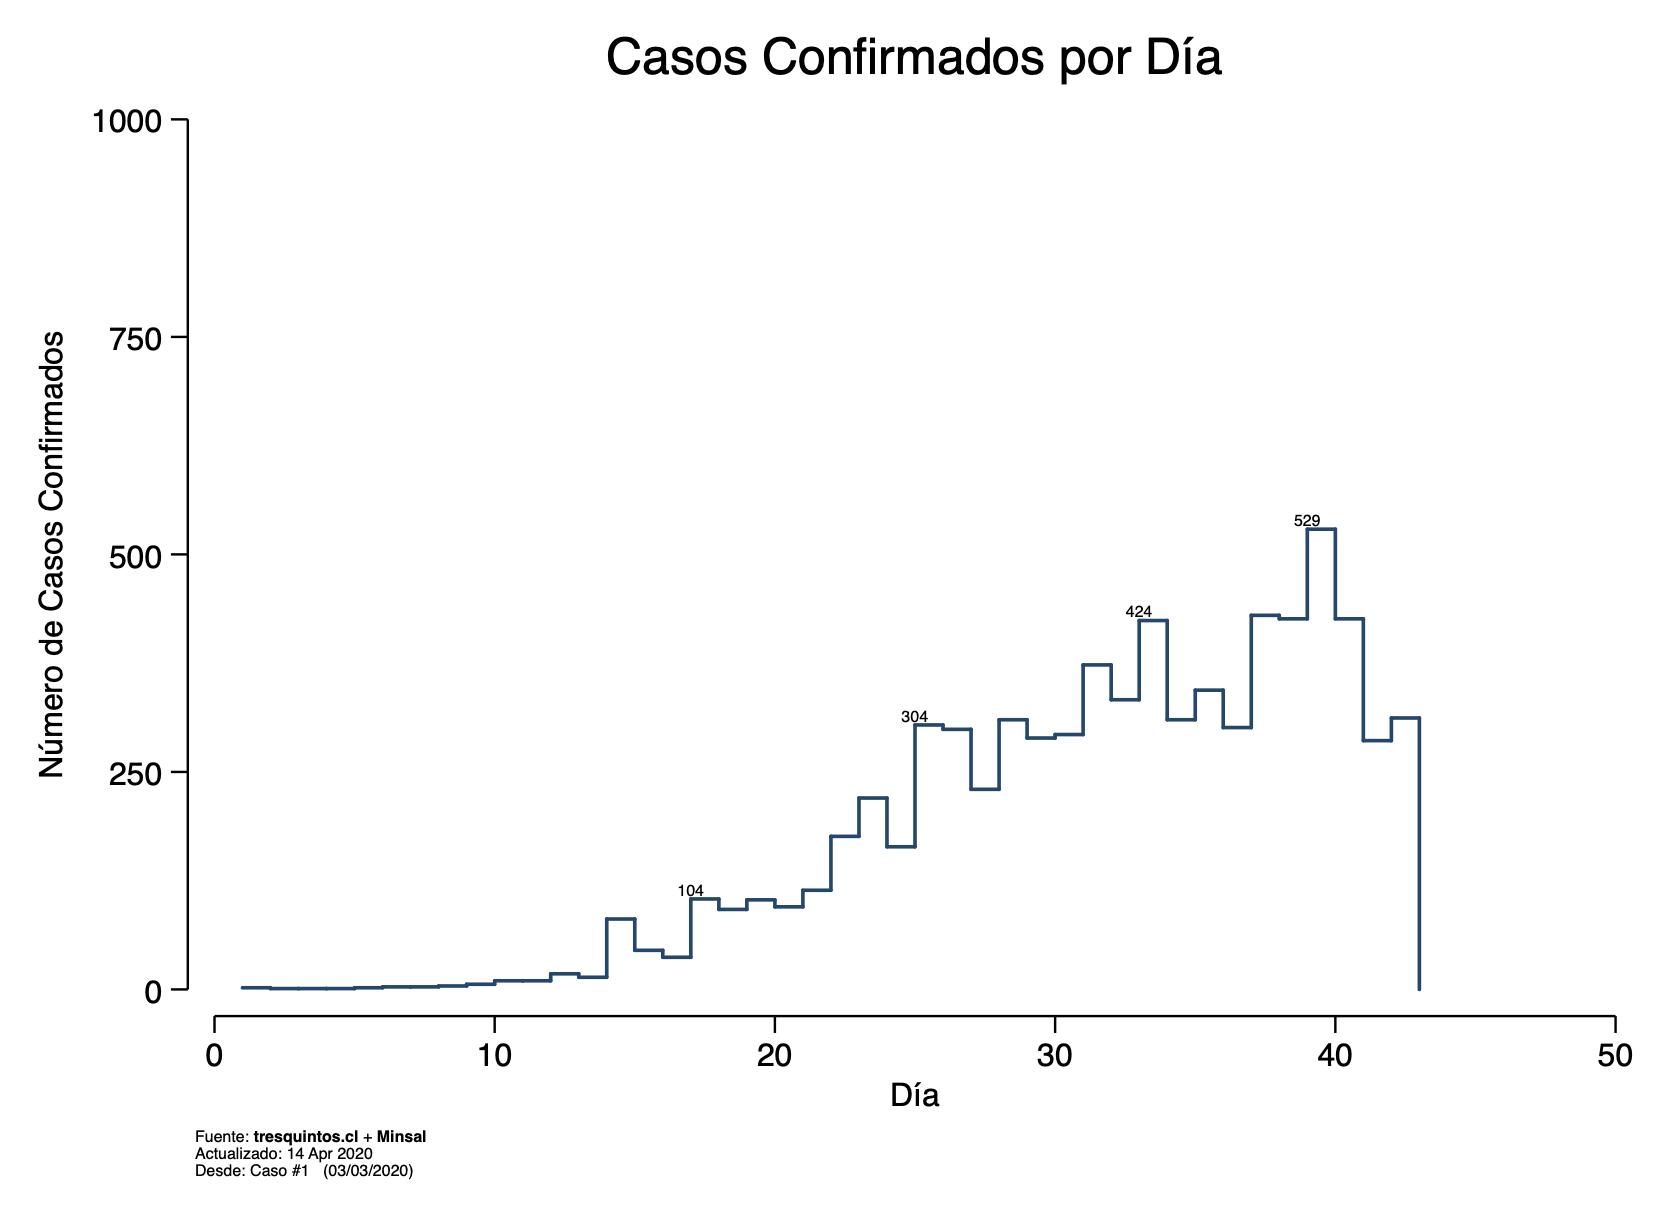 Casos Confirmados por Día
1000
750
500
250
0
Número de Casos Confirmados
104
304
424
529
0 10 20 30 40 50
Día
Fuente: tresquintos.cl + Minsal
Actualizado: 14 Apr 2020
Desde: Caso #1 (03/03/2020)